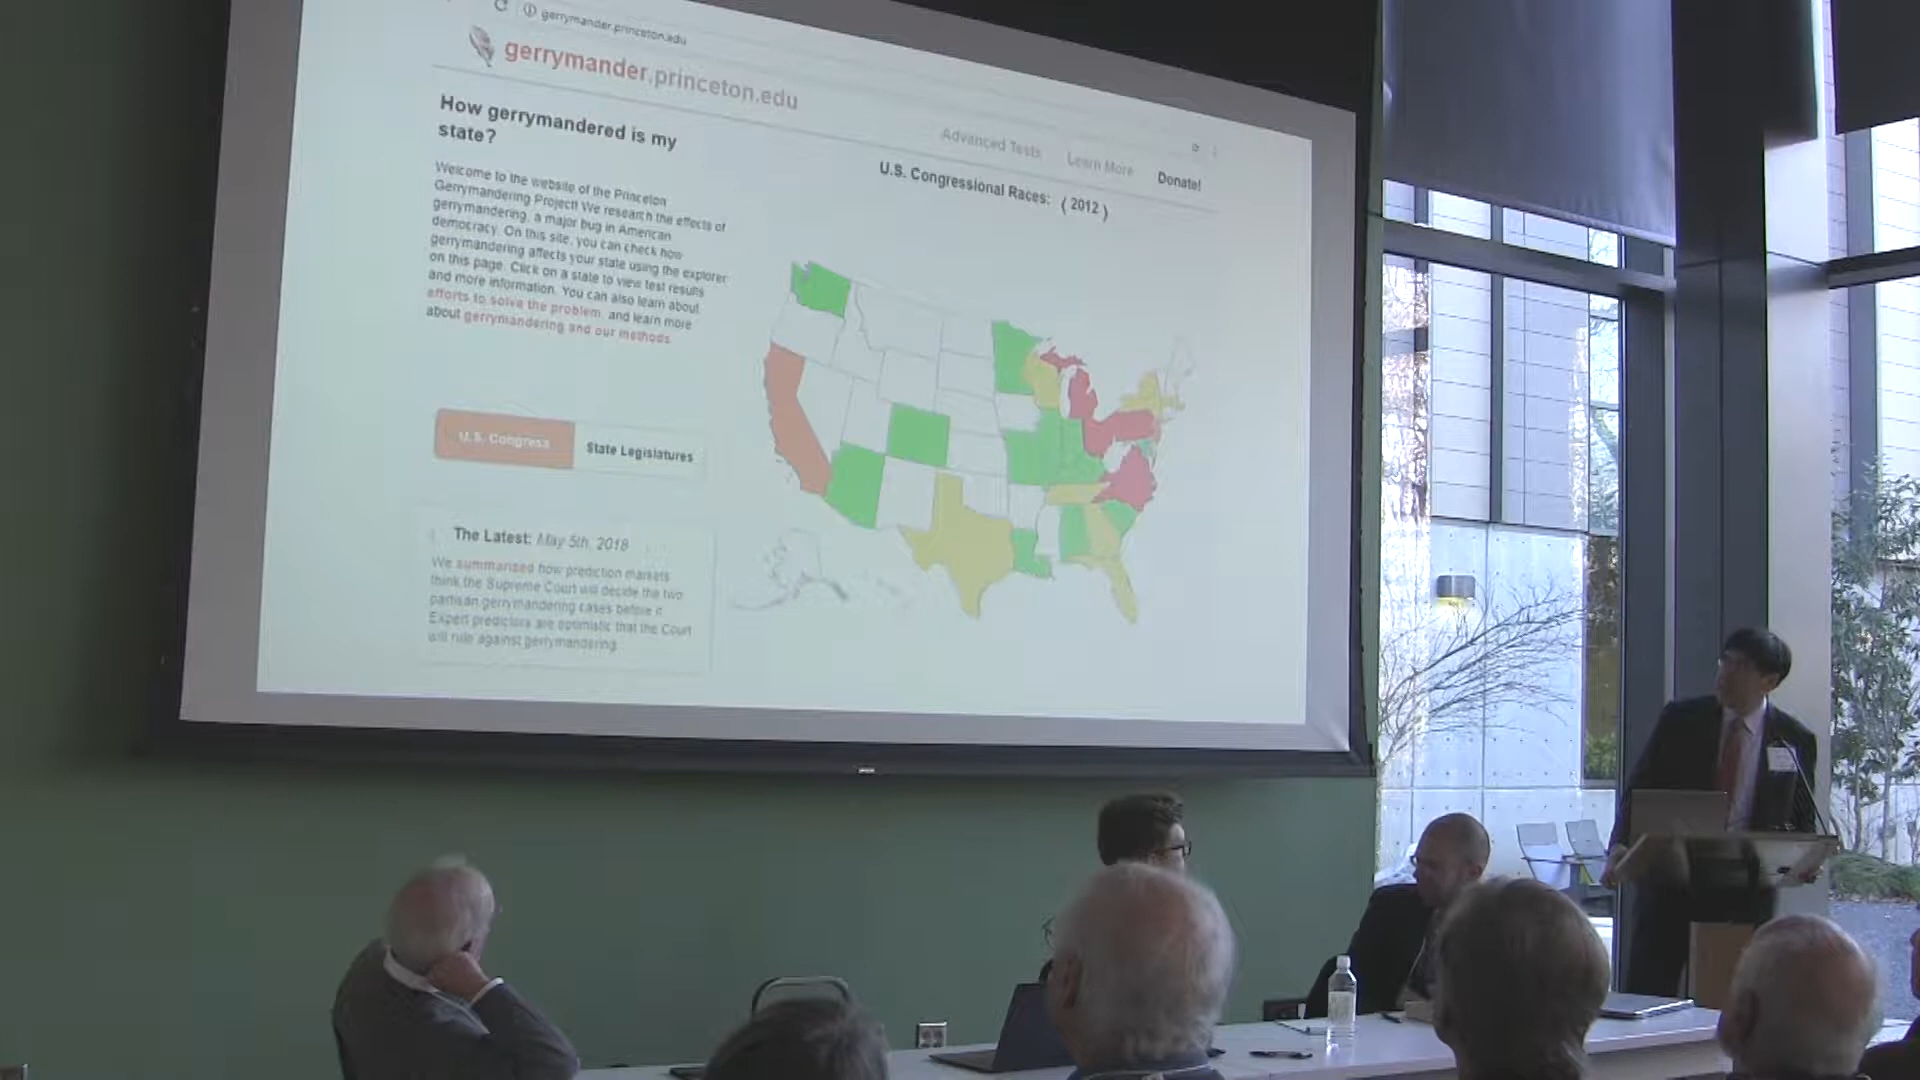 gerrymander.princeton.edu
gerrymander.princeton.edu
Advanced Tests
Learn More
Donate!
How gerrymandered is my
state?
U.S. Congressional Races: ( 2012 )
Welcome to the website of the Princeton
Gerrymandering Project! We research the effects of
gerrymandering, a major bug in American
democracy. On this site, you can check how
gerrymandering affects your state using the explorer
on this page. Click on a state to view test results
and more information. You can also learn about
efforts to solve the problem, and learn more
about gerrymandering and our methods.
U.S. Congress
State Legislatures
The Latest: May 5th, 2018
We summarized how prediction markets
think the Supreme Court will decide the two
partisan gerrymandering cases before it.
Expert predictors are optimistic that the Court
will rule against gerrymandering.